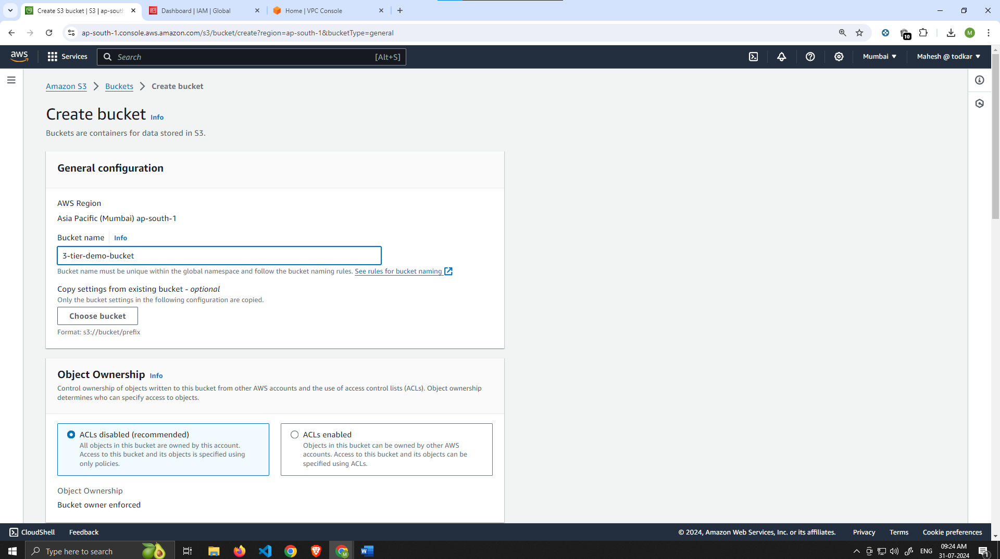 Create S3 bucket | S3 | ap-south
Dashboard | IAM | Global
Home | VPC Console
ap-south-1.console.aws.amazon.com/s3/bucket/create?region=ap-south-1&bucketType=general
10
M
aws
Services
Search
[Alt+S]
Mumbai
Mahesh @ todkar
Amazon S3
Buckets
Create bucket
Create bucket Info
Buckets are containers for data stored in S3.
General configuration
AWS Region
Asia Pacific (Mumbai) ap-south-1
Bucket name Info
3-tier-demo-bucket
Bucket name must be unique within the global namespace and follow the bucket naming rules. See rules for bucket naming
Copy settings from existing bucket - optional
Only the bucket settings in the following configuration are copied.
Choose bucket
Format: s3://bucket/prefix
Object Ownership Info
Control ownership of objects written to this bucket from other AWS accounts and the use of access control lists (ACLs). Object ownership
determines who can specify access to objects.
ACLs disabled (recommended)
All objects in this bucket are owned by this account.
Access to this bucket and its objects is specified using
only policies.
ACLs enabled
Objects in this bucket can be owned by other AWS
accounts. Access to this bucket and its objects can be
specified using ACLs.
Object Ownership
Bucket owner enforced
CloudShell
Feedback
© 2024, Amazon Web Services, Inc. or its affiliates.
Privacy
Terms
Cookie preferences
Type here to search
M
W
ENG
09:24 AM
31-07-2024
1